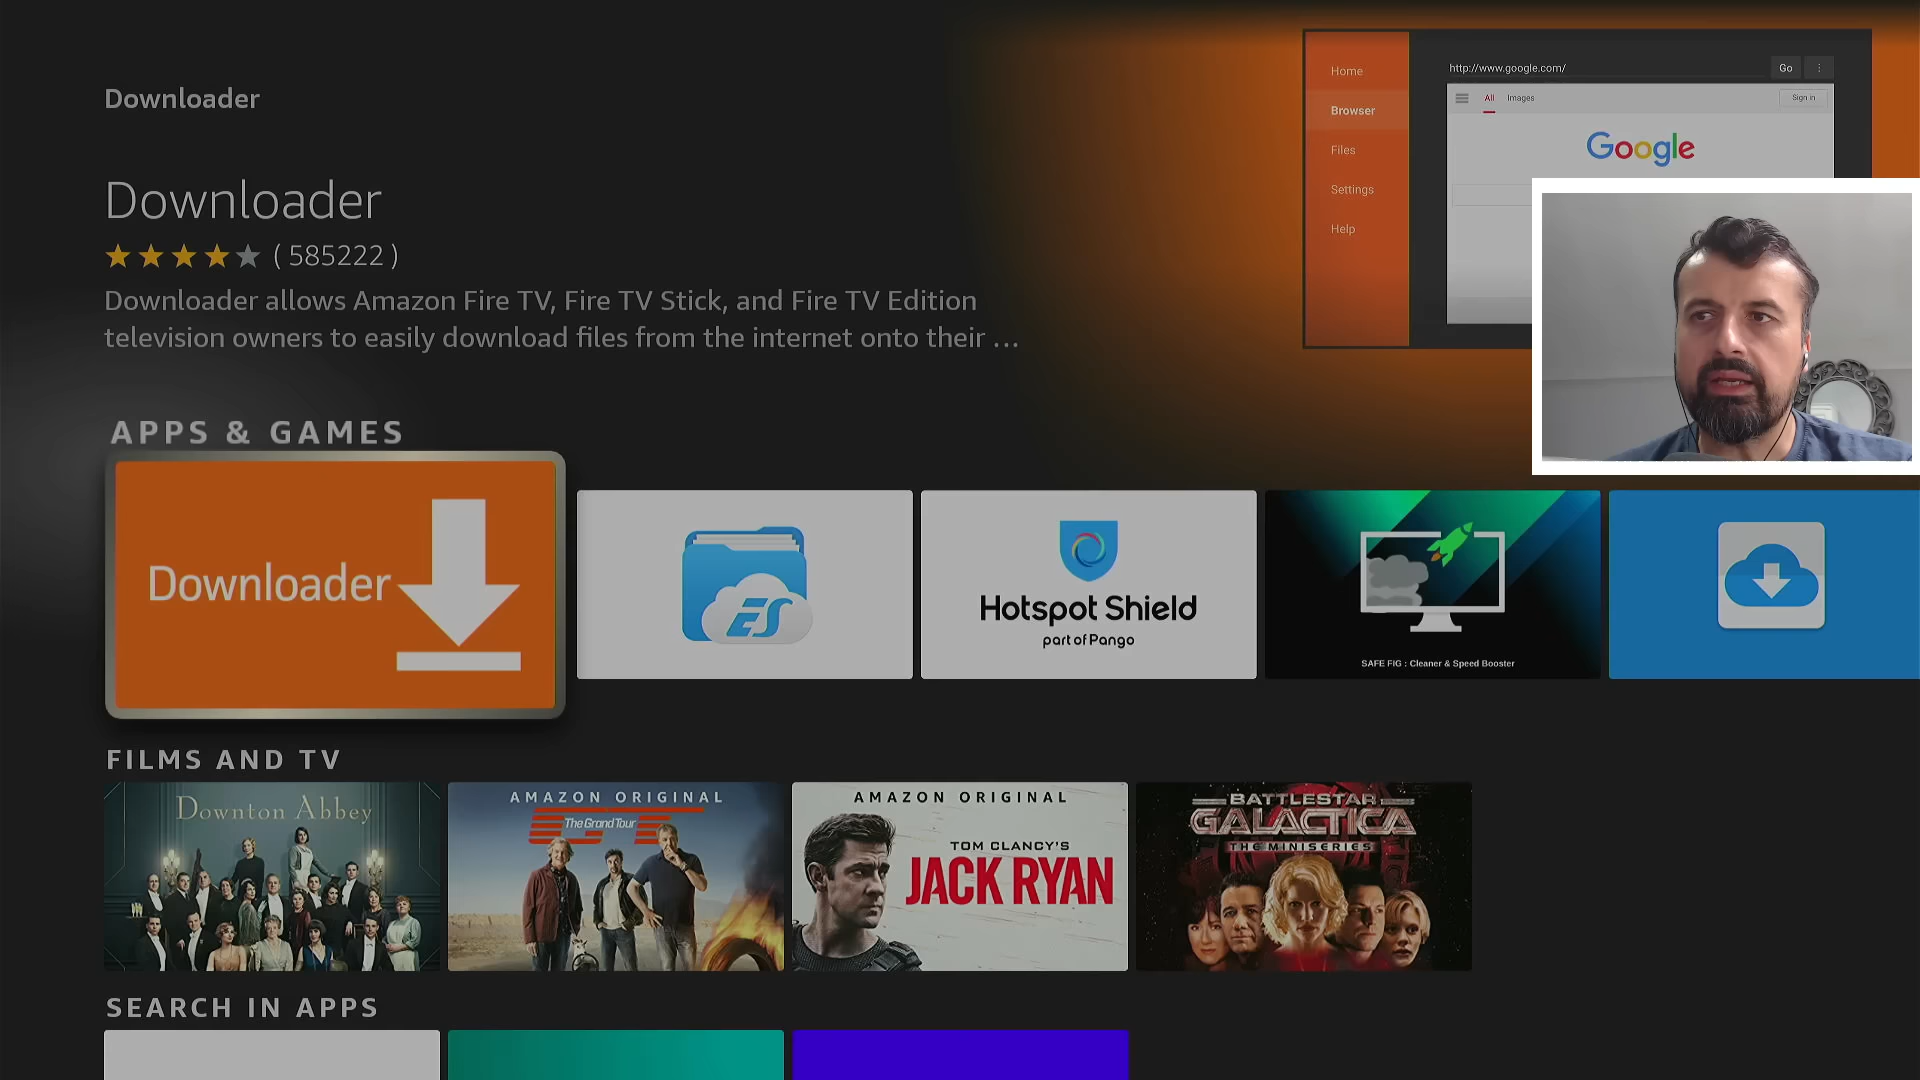 Downloader
Downloader
( 585222 )
Downloader allows Amazon Fire TV, Fire TV Stick, and Fire TV Edition
television owners to easily download files from the internet onto their ...
Home
Browser
Files
Settings
Help
http://www.google.com/
Go
All
Images
Sign in
Google
APPS & GAMES
Downloader
ES
Hotspot Shield
part of Pango
SAFE FIG : Cleaner & Speed Booster
FILMS AND TV
Downton Abbey
AMAZON ORIGINAL
The Grand Tour
GT
AMAZON ORIGINAL
TOM CLANCY'S
JACK RYAN
BATTLESTAR
GALACTICA
THE MINISERIES
SEARCH IN APPS